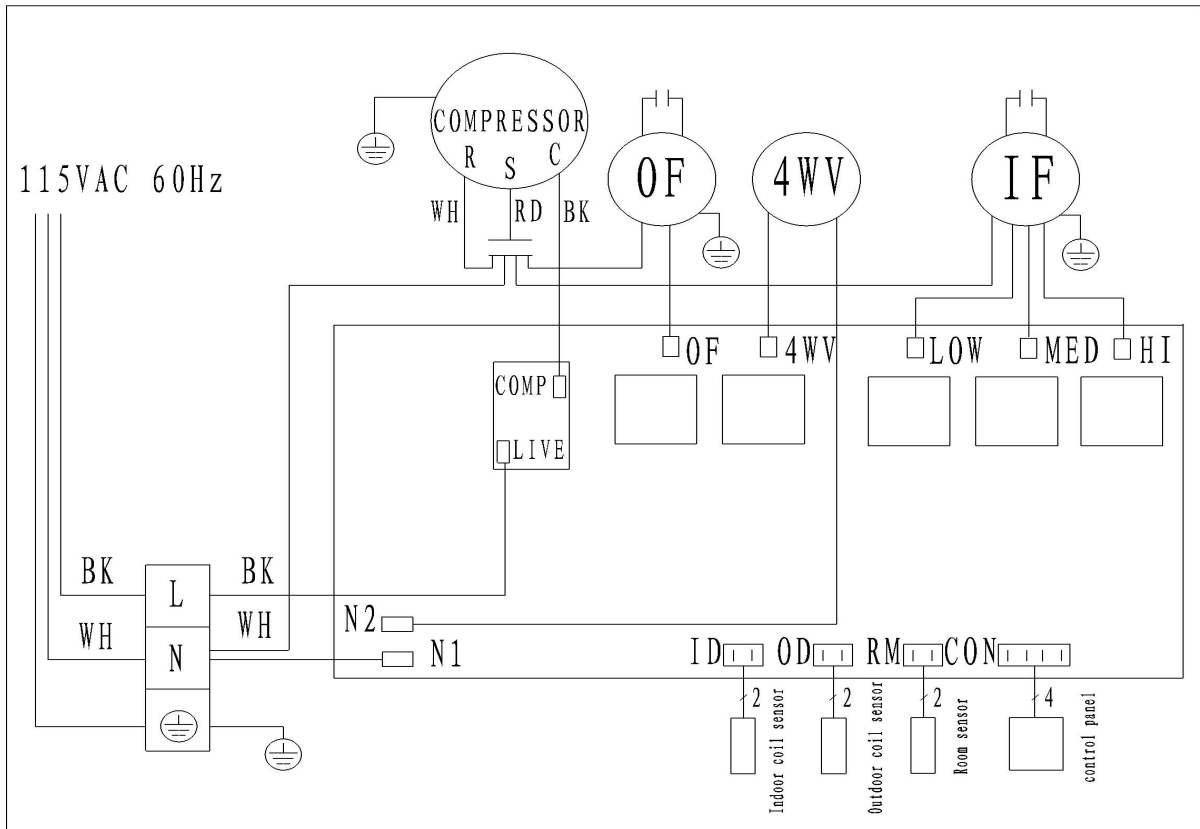 COMPRESSOR
R S C
115VAC 60Hz
WH RD BK
OF
4WV
IF
OF
4WV
LOW
MED
HI
COMP
LIVE
BK
L
BK
WH
N
WH
N2
N1
ID
OD
RM
CON
2
2
2
4
Indoor coil sensor
Outdoor coil sensor
Room sensor
control panel